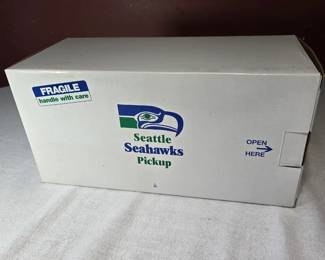 FRAGILE
handle with care
Seattle
Seahawks
Pickup
OPEN
HERE